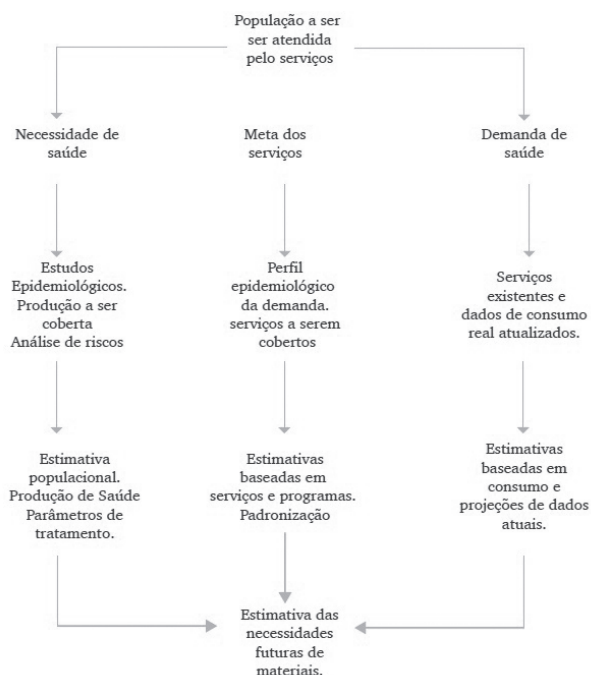 População a ser
ser atendida
pelo serviços
Necessidade de
saúde
Meta dos
serviços
Demanda de
saúde
Estudos
Epidemiológicos.
Produção a ser
coberta
Análise de riscos
Perfil
epidemiológico
da demanda.
serviços a serem
cobertos
Serviços
existentes e
dados de consumo
real atualizados.
Estimativa
populacional.
Produção de Saúde
Parâmetros de
tratamento.
Estimativas
baseadas em
serviços e programas.
Padronização
Estimativas
baseadas em
consumo e
projeções de dados
atuais.
Estimativa das
necessidades
futuras de
materiais.